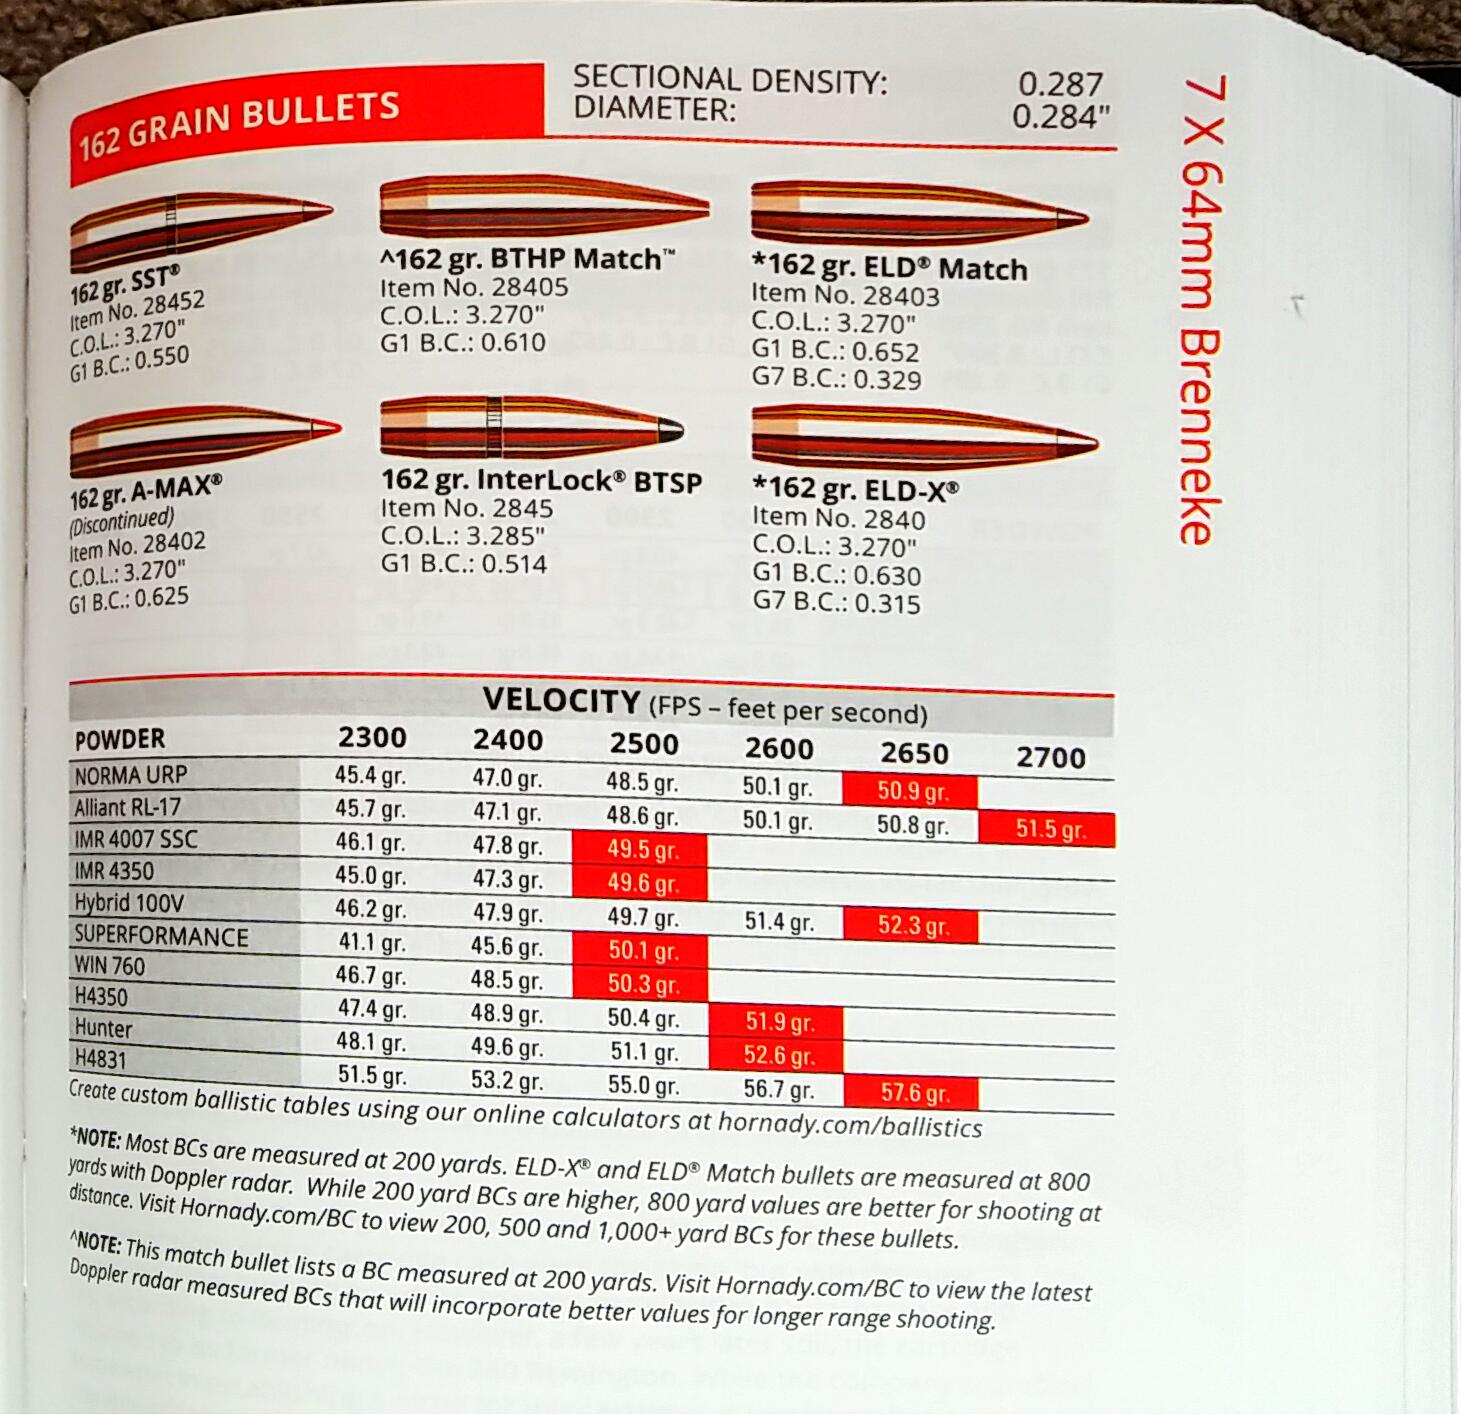 162 GRAIN BULLETS
SECTIONAL DENSITY: 0.287
DIAMETER: 0.284"
7 X 64mm Brenneke
162 gr. SST®
Item No. 28452
C.O.L.: 3.270"
G1 B.C.: 0.550
^162 gr. BTHP Match™
Item No. 28405
C.O.L.: 3.270"
G1 B.C.: 0.610
*162 gr. ELD® Match
Item No. 28403
C.O.L.: 3.270"
G1 B.C.: 0.652
G7 B.C.: 0.329
162 gr. A-MAX®
(Discontinued)
Item No. 28402
C.O.L.: 3.270"
G1 B.C.: 0.625
162 gr. InterLock® BTSP
Item No. 2845
C.O.L.: 3.285"
G1 B.C.: 0.514
*162 gr. ELD-X®
Item No. 2840
C.O.L.: 3.270"
G1 B.C.: 0.630
G7 B.C.: 0.315
VELOCITY (FPS – feet per second)
POWDER 2300 2400 2500 2600 2650 2700
NORMA URP 45.4 gr. 47.0 gr. 48.5 gr. 50.1 gr. 50.9 gr.
Alliant RL-17 45.7 gr. 47.1 gr. 48.6 gr. 50.1 gr. 50.8 gr. 51.5 gr.
IMR 4007 SSC 46.1 gr. 47.8 gr. 49.5 gr.
IMR 4350 45.0 gr. 47.3 gr. 49.6 gr.
Hybrid 100V 46.2 gr. 47.9 gr. 49.7 gr. 51.4 gr. 52.3 gr.
SUPERFORMANCE 41.1 gr. 45.6 gr. 50.1 gr.
WIN 760 46.7 gr. 48.5 gr. 50.3 gr.
H4350 47.4 gr. 48.9 gr. 50.4 gr. 51.9 gr.
Hunter 48.1 gr. 49.6 gr. 51.1 gr. 52.6 gr.
H4831 51.5 gr. 53.2 gr. 55.0 gr. 56.7 gr. 57.6 gr.
Create custom ballistic tables using our online calculators at hornady.com/ballistics
*NOTE: Most BCs are measured at 200 yards. ELD-X® and ELD® Match bullets are measured at 800
yards with Doppler radar. While 200 yard BCs are higher, 800 yard values are better for shooting at
distance. Visit Hornady.com/BC to view 200, 500 and 1,000+ yard BCs for these bullets.
^NOTE: This match bullet lists a BC measured at 200 yards. Visit Hornady.com/BC to view the latest
Doppler radar measured BCs that will incorporate better values for longer range shooting.